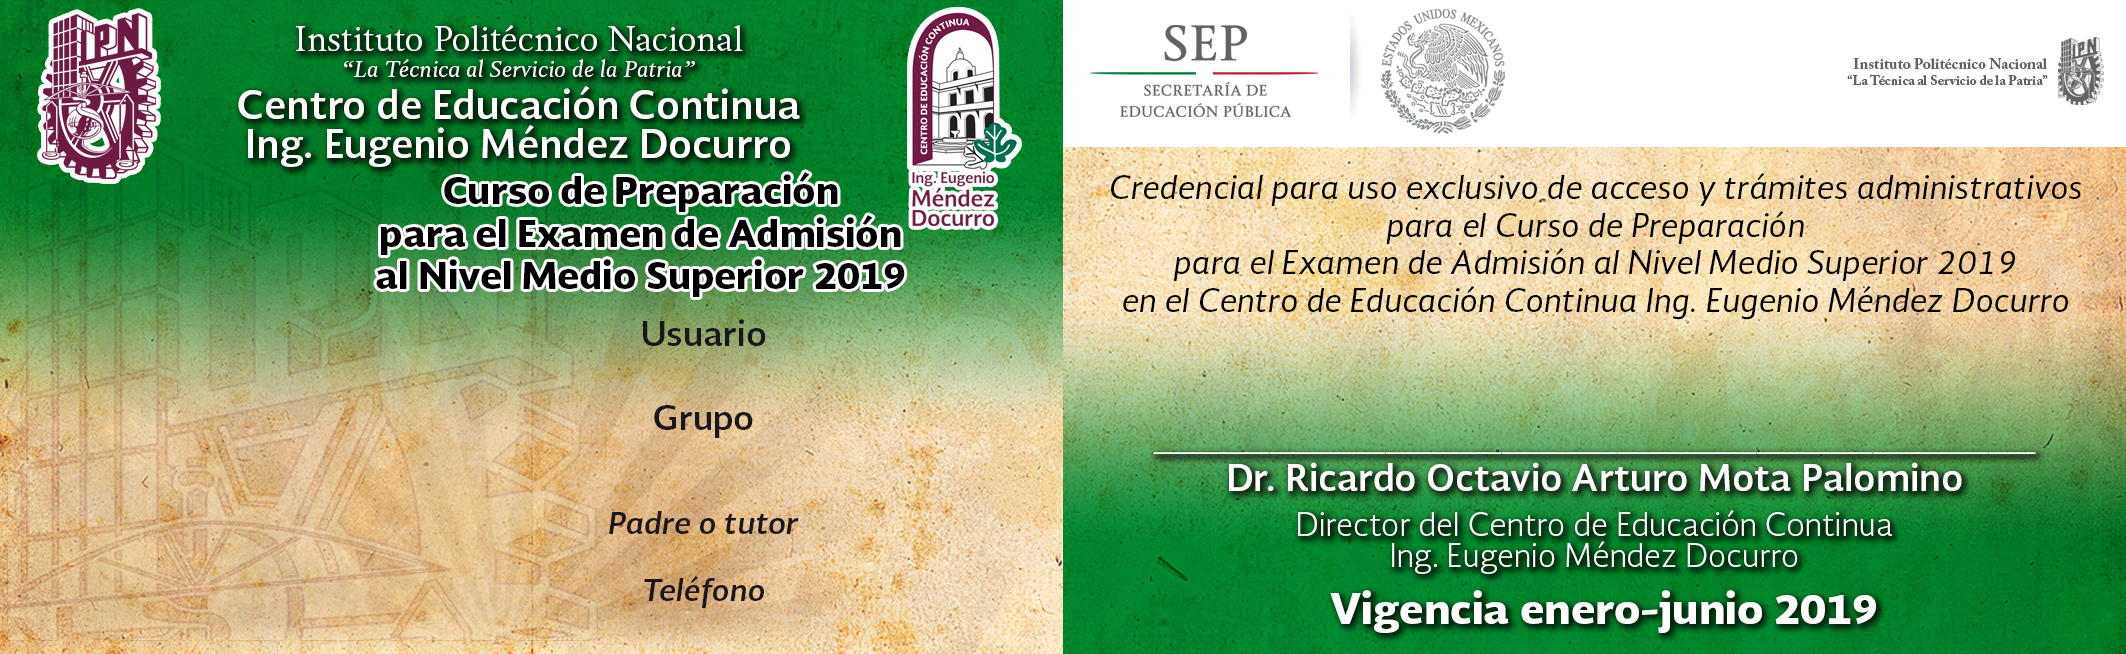 IPN
Instituto Politécnico Nacional
“La Técnica al Servicio de la Patria”
Centro de Educación Continua
Ing. Eugenio Méndez Docurro
CENTRO DE EDUCACIÓN CONTINUA
Ing. Eugenio
Méndez
Docurro
Curso de Preparación
para el Examen de Admisión
al Nivel Medio Superior 2019
Usuario
Grupo
Padre o tutor
Teléfono
SEP
SECRETARÍA DE
EDUCACIÓN PÚBLICA
ESTADOS UNIDOS MEXICANOS
Instituto Politécnico Nacional
“La Técnica al Servicio de la Patria”
IPN
Credencial para uso exclusivo de acceso y trámites administrativos
para el Curso de Preparación
para el Examen de Admisión al Nivel Medio Superior 2019
en el Centro de Educación Continua Ing. Eugenio Méndez Docurro
Dr. Ricardo Octavio Arturo Mota Palomino
Director del Centro de Educación Continua
Ing. Eugenio Méndez Docurro
Vigencia enero-junio 2019